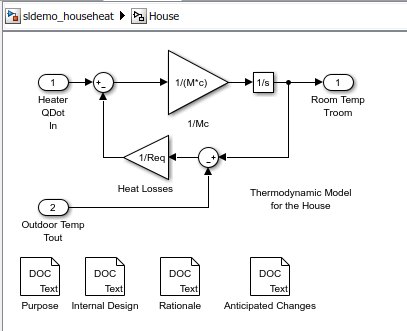 sldemo_househeat House
1
Heater
QDot
In
+
-
1/(M*c)
1/Mc
1/s
1
Room Temp
Troom
1/Req
Heat Losses
-
+
Thermodynamic Model
for the House
2
Outdoor Temp
Tout
DOC
Text
Purpose
DOC
Text
Internal Design
DOC
Text
Rationale
DOC
Text
Anticipated Changes